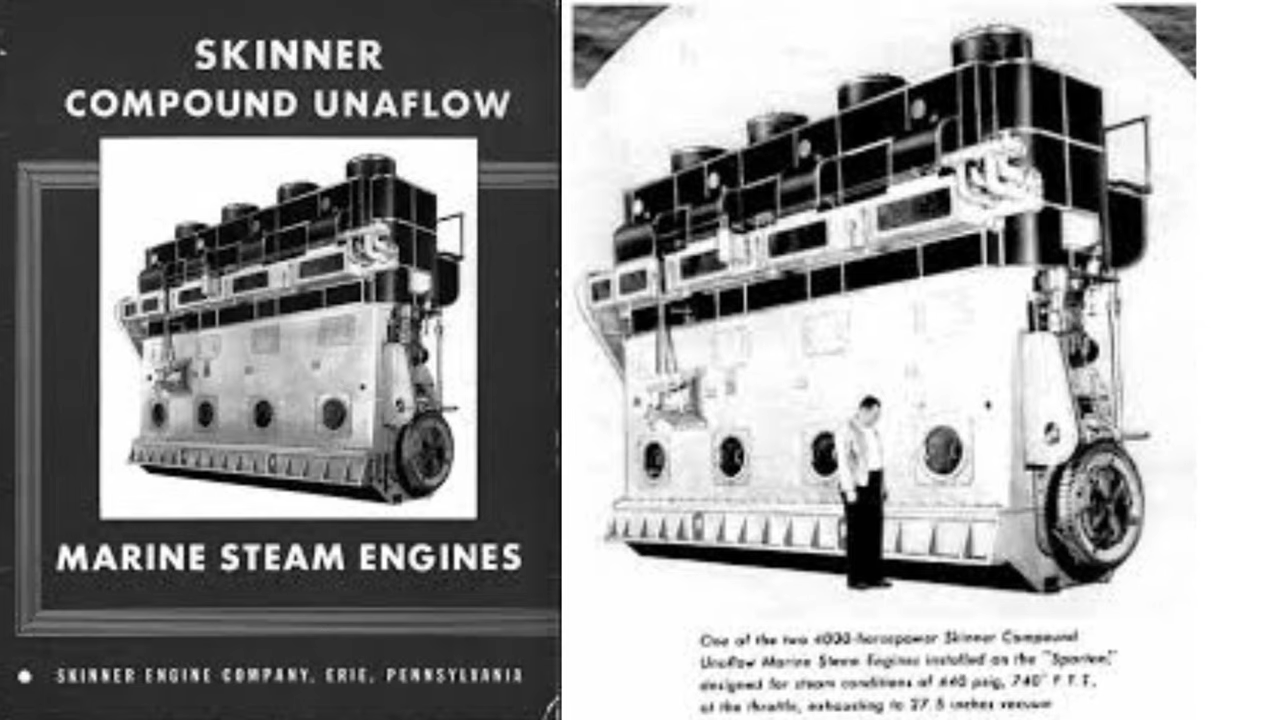 SKINNER
COMPOUND UNAFLOW
MARINE STEAM ENGINES
SKINNER ENGINE COMPANY, ERIE, PENNSYLVANIA
One of the two 4000-horsepower Skinner Compound
Unaflow Marine Steam Engines installed on the "Spartan,"
designed for steam conditions of 440 psig, 740° F.T.T.,
at the throttle, exhausting to 27.5 inches vacuum